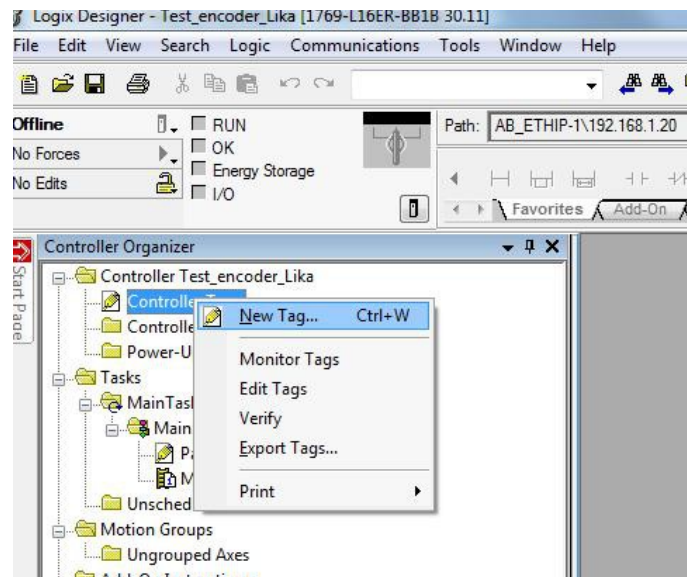 Logix Designer - Test_encoder_Lika [1769-L16ER-BB1B 30.11]
File Edit View Search Logic Communications Tools Window Help
Offline
RUN
Path: AB_ETHIP-1\192.168.1.20
No Forces
OK
Energy Storage
No Edits
I/O
Favorites Add-On
Start Page
Controller Organizer
Controller Test_encoder_Lika
Controller
New Tag... Ctrl+W
Controlle
Power-U
Monitor Tags
Tasks
Edit Tags
MainTas
Verify
Main
Export Tags...
P
M
Print
Unsched
Motion Groups
Ungrouped Axes